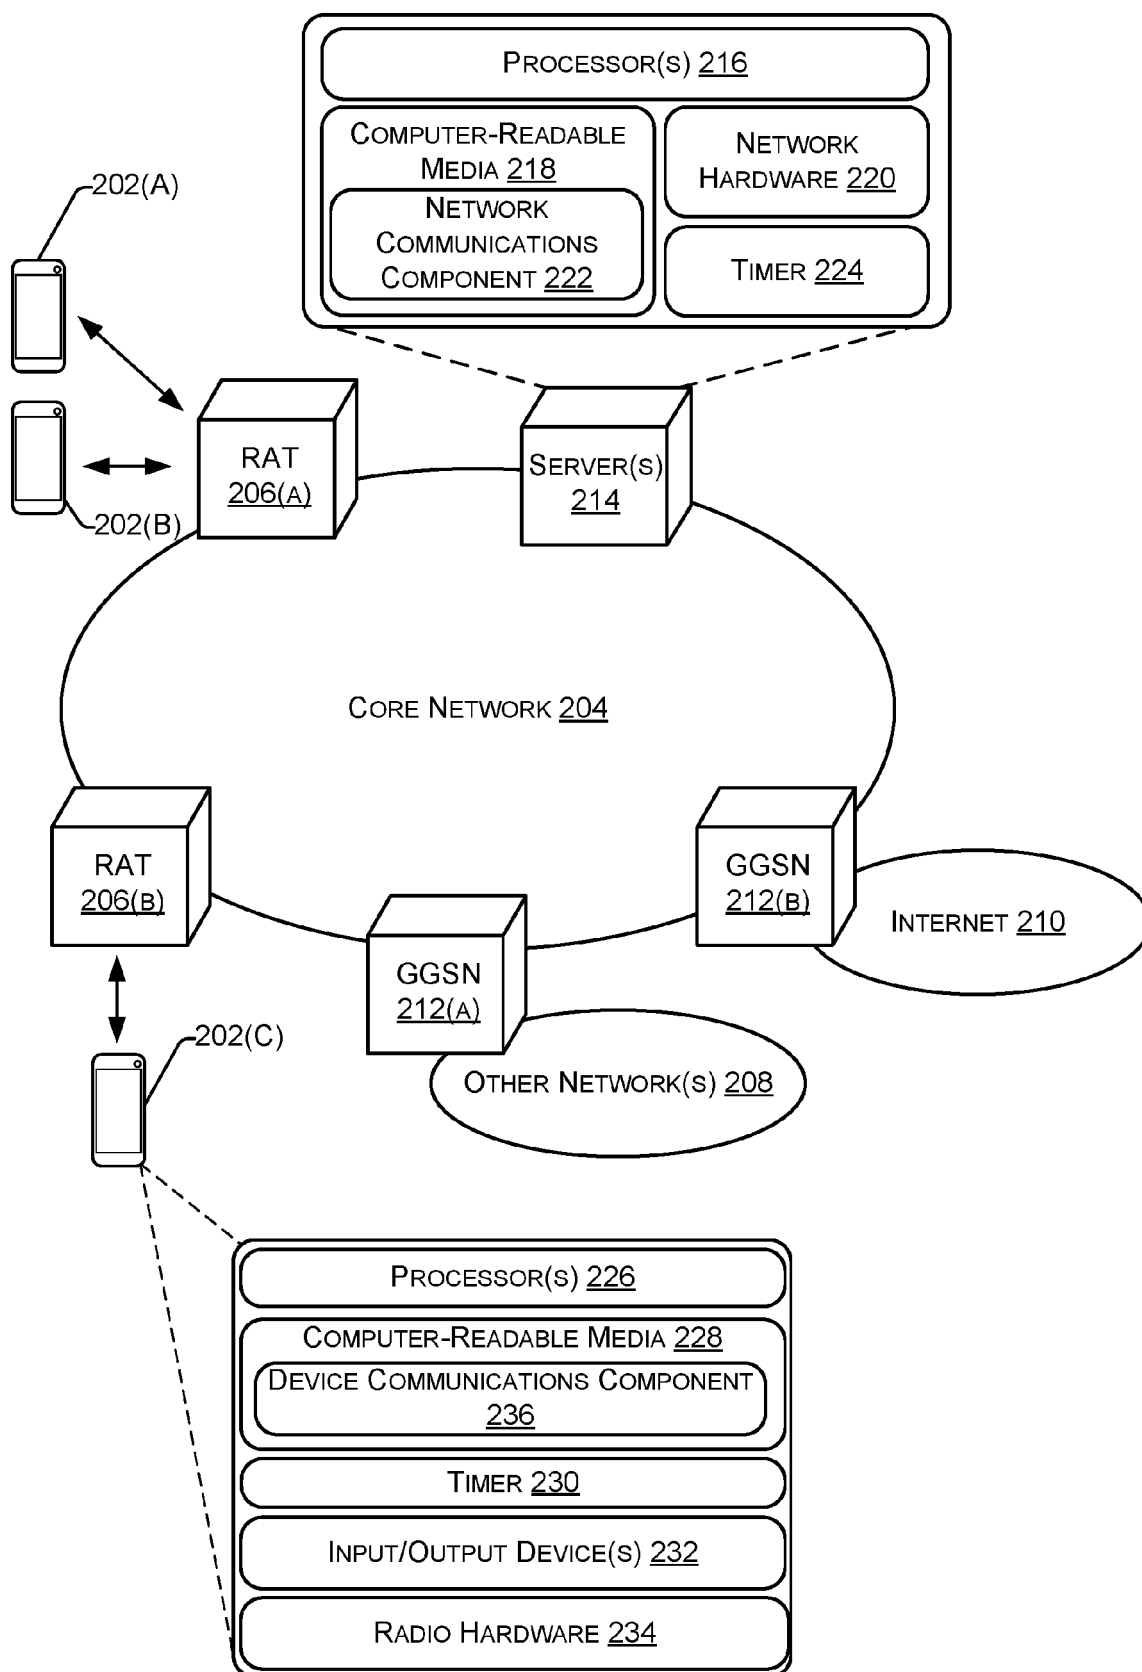 PROCESSOR(S) 216
COMPUTER-READABLE
MEDIA 218
NETWORK
COMMUNICATIONS
COMPONENT 222
NETWORK
HARDWARE 220
TIMER 224
202(A)
202(B)
RAT
206(A)
SERVER(S)
214
CORE NETWORK 204
RAT
206(B)
GGSN
212(B)
INTERNET 210
GGSN
212(A)
OTHER NETWORK(S) 208
202(C)
PROCESSOR(S) 226
COMPUTER-READABLE MEDIA 228
DEVICE COMMUNICATIONS COMPONENT
236
TIMER 230
INPUT/OUTPUT DEVICE(S) 232
RADIO HARDWARE 234